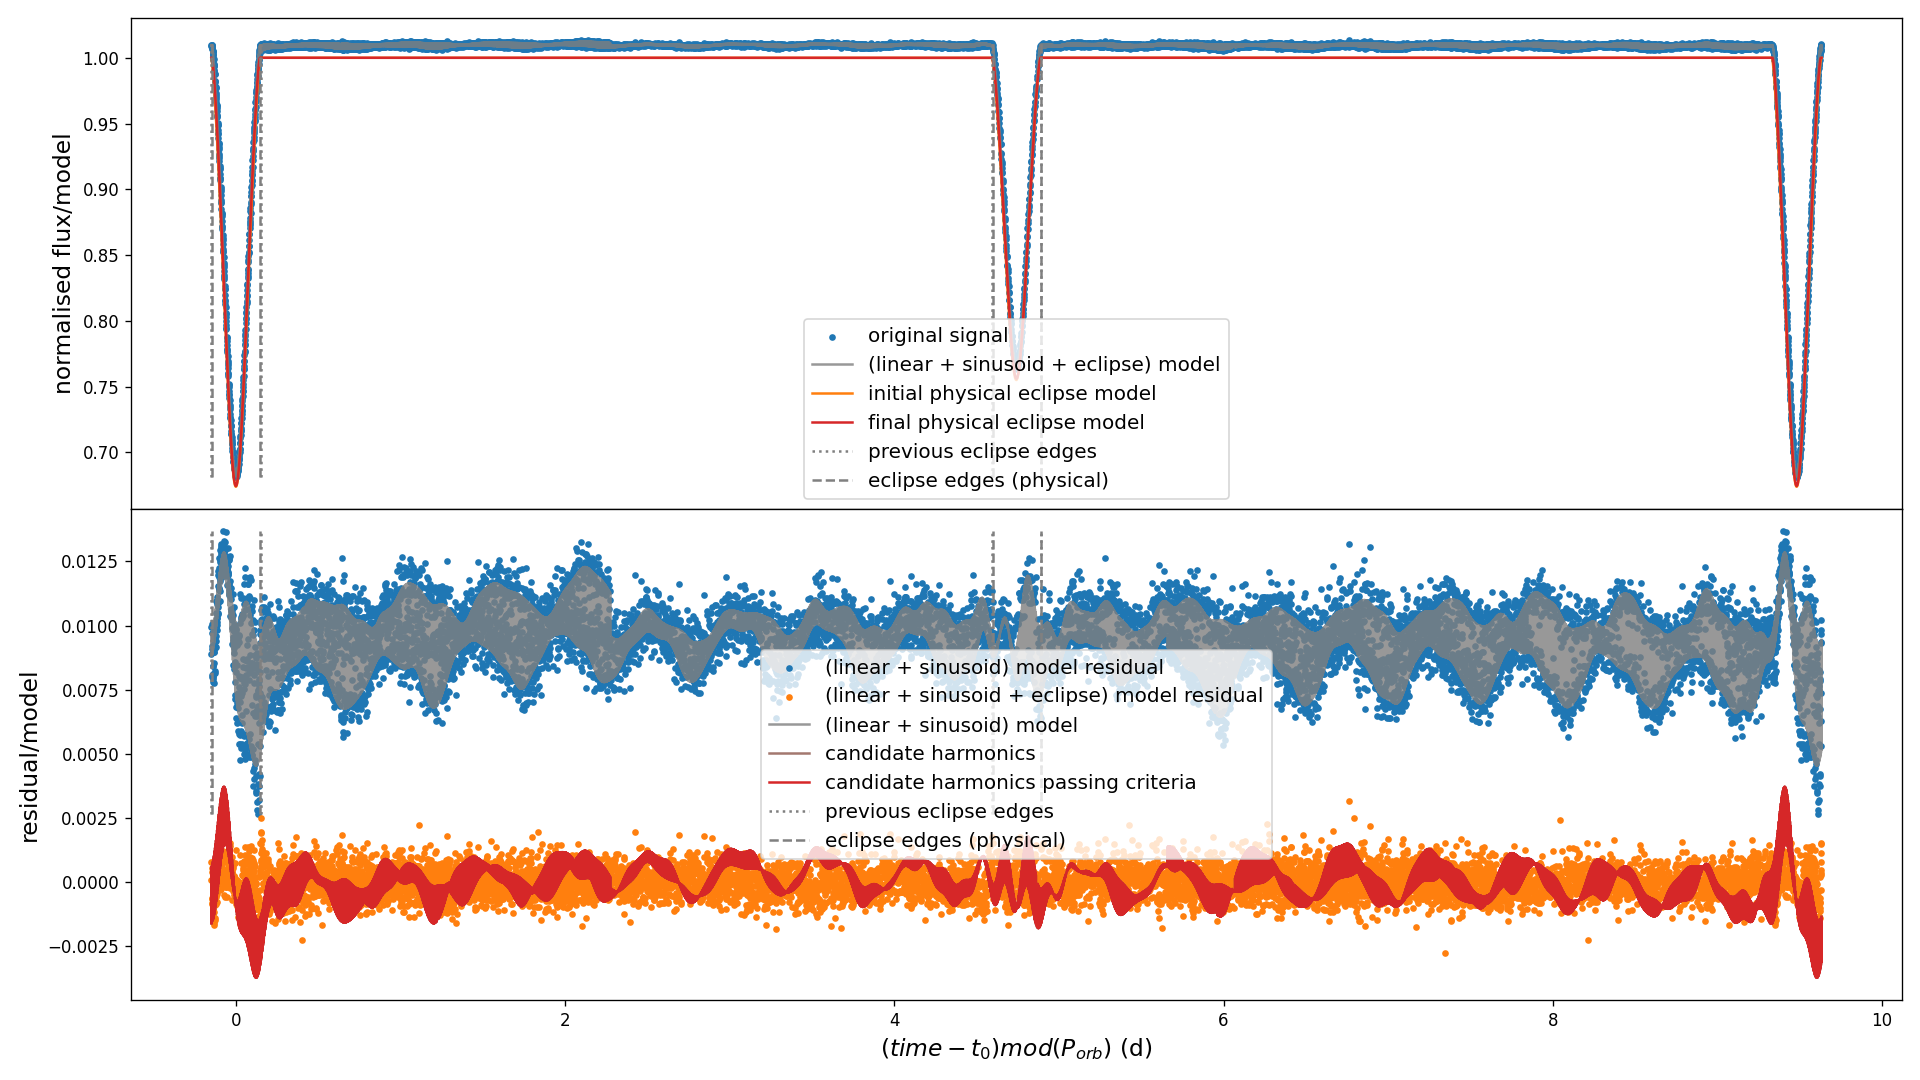 normalised flux/model
1.00
0.95
0.90
0.85
0.80
0.75
0.70
original signal
(linear + sinusoid + eclipse) model
initial physical eclipse model
final physical eclipse model
previous eclipse edges
eclipse edges (physical)
residual/model
0.0125
0.0100
0.0075
0.0050
0.0025
0.0000
−0.0025
(linear + sinusoid) model residual
(linear + sinusoid + eclipse) model residual
(linear + sinusoid) model
candidate harmonics
candidate harmonics passing criteria
previous eclipse edges
eclipse edges (physical)
0 2 4 6 8 10
(time − t₀)mod(P_orb) (d)